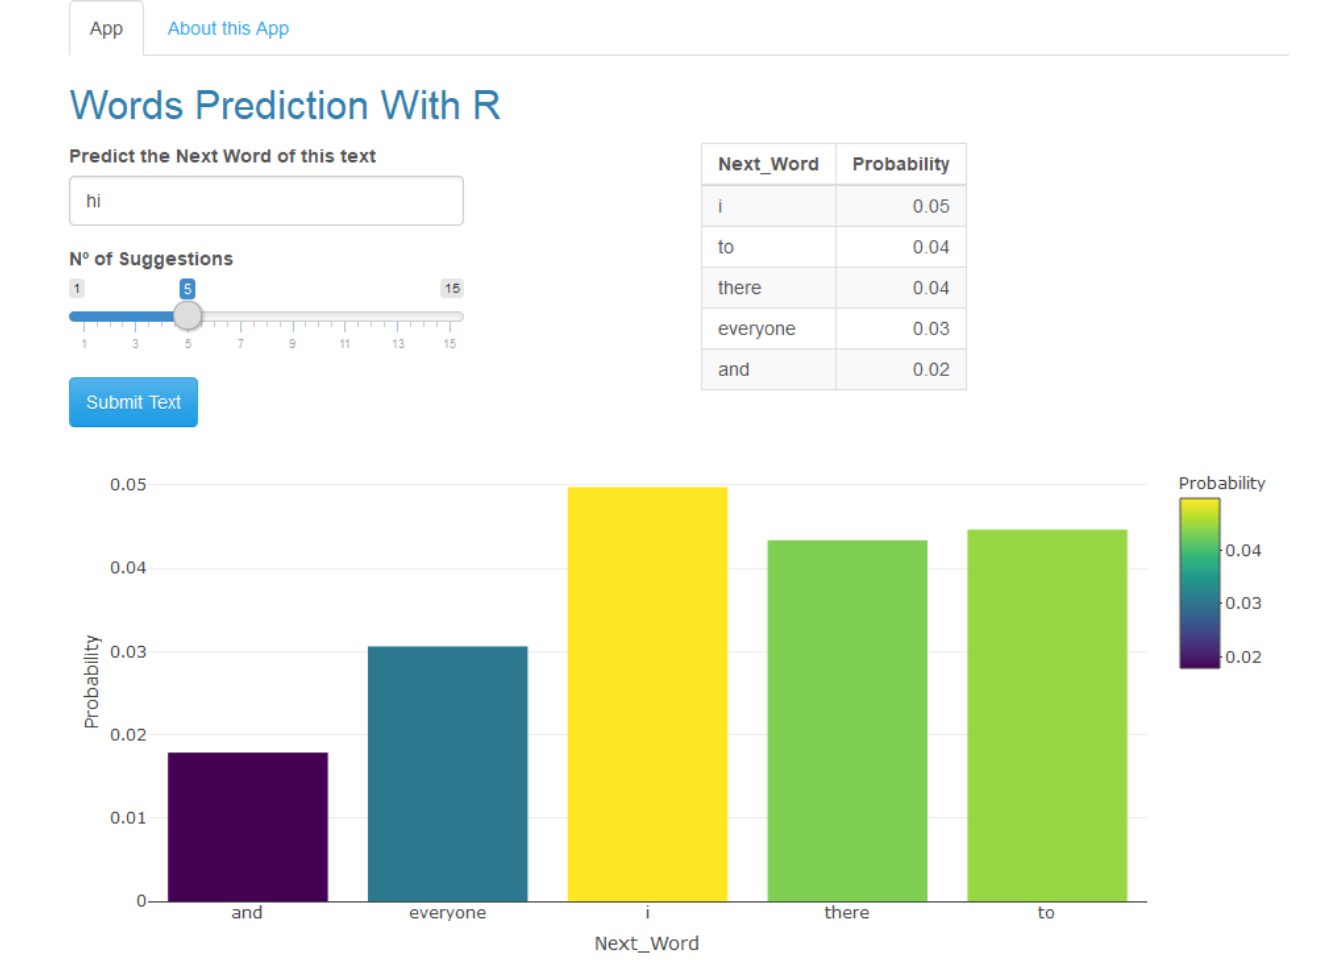 App About this App
Words Prediction With R
Predict the Next Word of this text
hi
Nº of Suggestions
1 5 15
1 3 5 7 9 11 13 15
Submit Text
Next_Word Probability
i 0.05
to 0.04
there 0.04
everyone 0.03
and 0.02
Probability
0.05
0.04
0.03
0.02
0.01
0
and everyone i there to
Next_Word
Probability
0.04
0.03
0.02